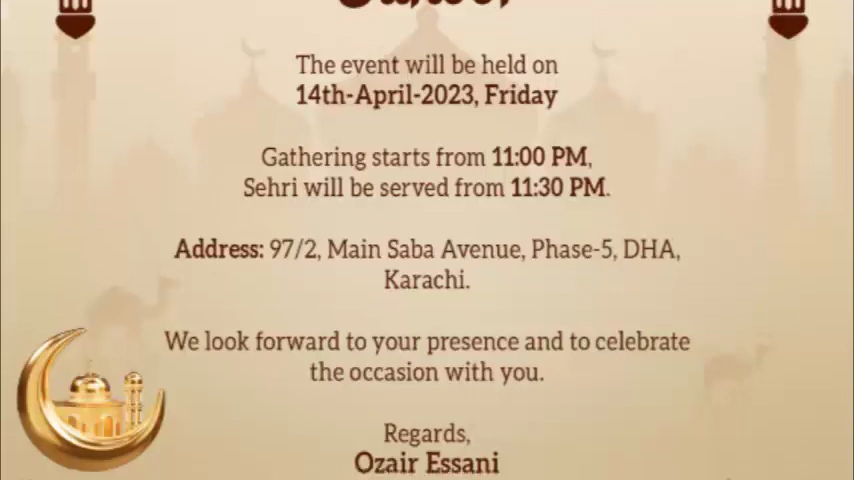 The event will be held on
14th-April-2023, Friday
Gathering starts from 11:00 PM,
Sehri will be served from 11:30 PM.
Address: 97/2, Main Saba Avenue, Phase-5, DHA,
Karachi.
We look forward to your presence and to celebrate
the occasion with you.
Regards,
Ozair Essani